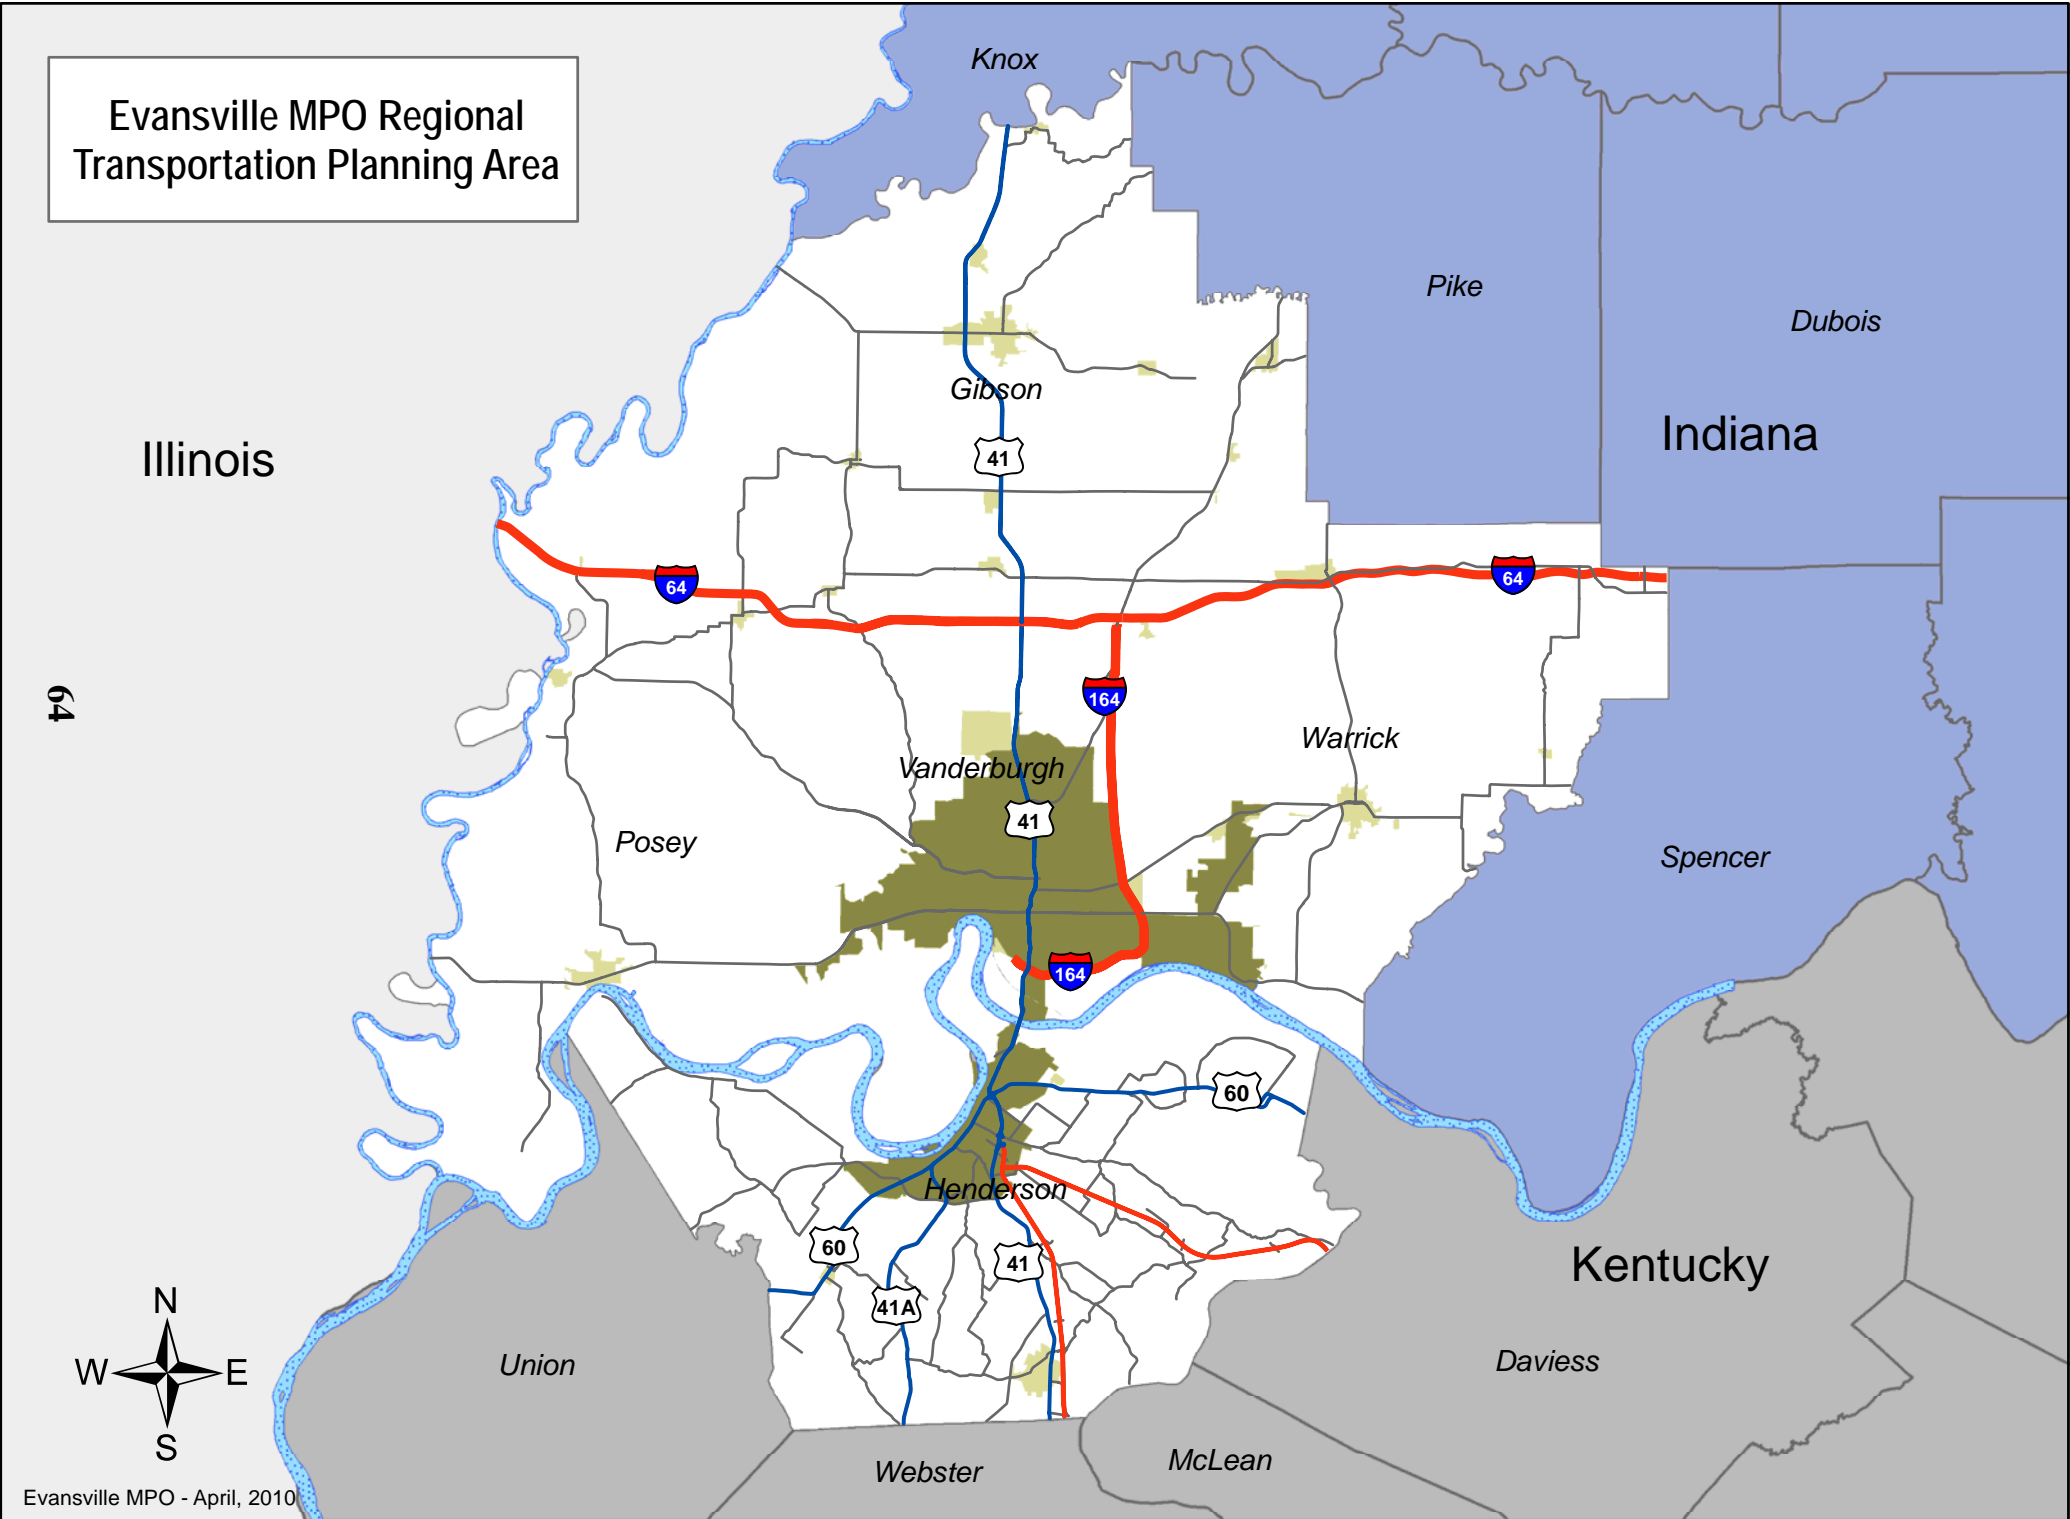 Evansville MPO Regional
Transportation Planning Area
Knox
Pike
Dubois
Gibson
Indiana
Illinois
41
64
64
64
164
Warrick
Vanderburgh
41
Posey
Spencer
164
60
Henderson
60
41
41A
Kentucky
N
W E
S
Union
Daviess
Webster
McLean
Evansville MPO - April, 2010